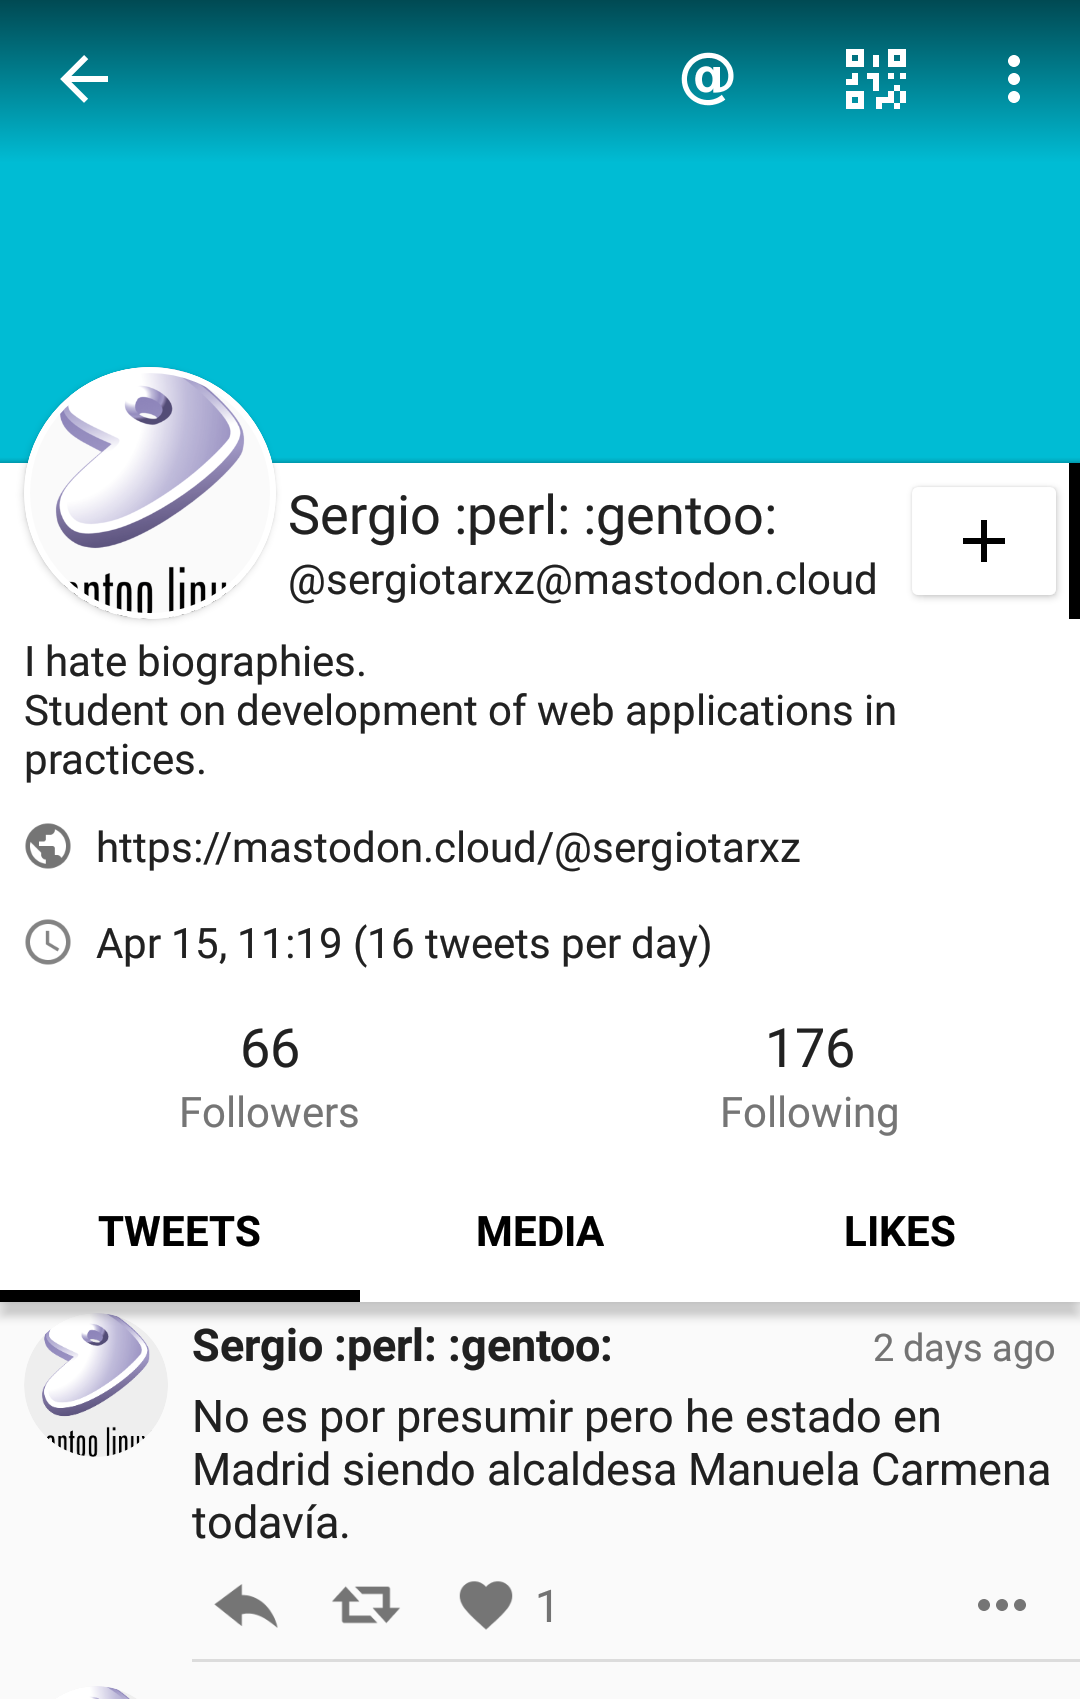 @
Sergio :perl: :gentoo:
@sergiotarxz@mastodon.cloud
I hate biographies.
Student on development of web applications in
practices.
https://mastodon.cloud/@sergiotarxz
Apr 15, 11:19 (16 tweets per day)
66
176
Followers
Following
TWEETS
MEDIA
LIKES
Sergio :perl: :gentoo:
2 days ago
No es por presumir pero he estado en
Madrid siendo alcaldesa Manuela Carmena
todavía.
1